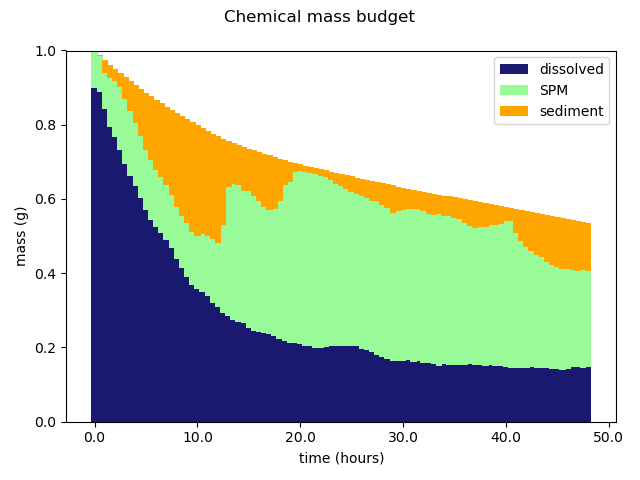 Chemical mass budget
1.0
0.8
0.6
0.4
0.2
0.0
mass (g)
dissolved
SPM
sediment
0.0 10.0 20.0 30.0 40.0 50.0
time (hours)